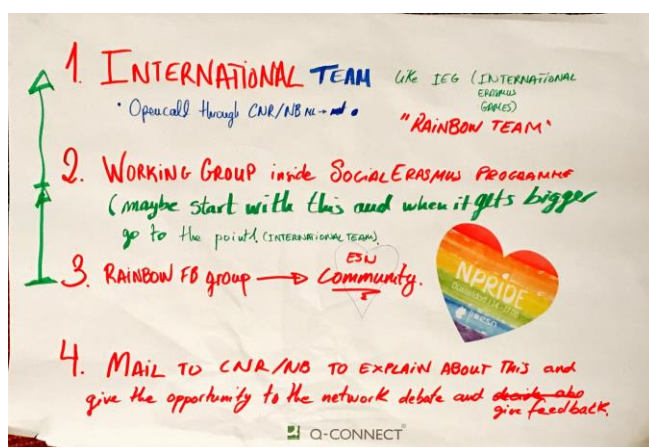 1. INTERNATIONAL TEAM like IEG (INTERNATIONAL
ERASMUS
GAMES)
• Opencall through CNR/NB
"RAINBOW TEAM"
2. WORKING GROUP inside SOCIALERASMUS PROGRAMME
(maybe start with this and when it gets bigger
go to the point 1. (INTERNATIONAL TEAM).
3. RAINBOW FB group → ESN
Community.
NPRIDE
esn
4. MAIL TO CNR/NB TO EXPLAIN ABOUT THIS and
give the opportunity to the network debate and decide also
give feedback.
Q-CONNECT